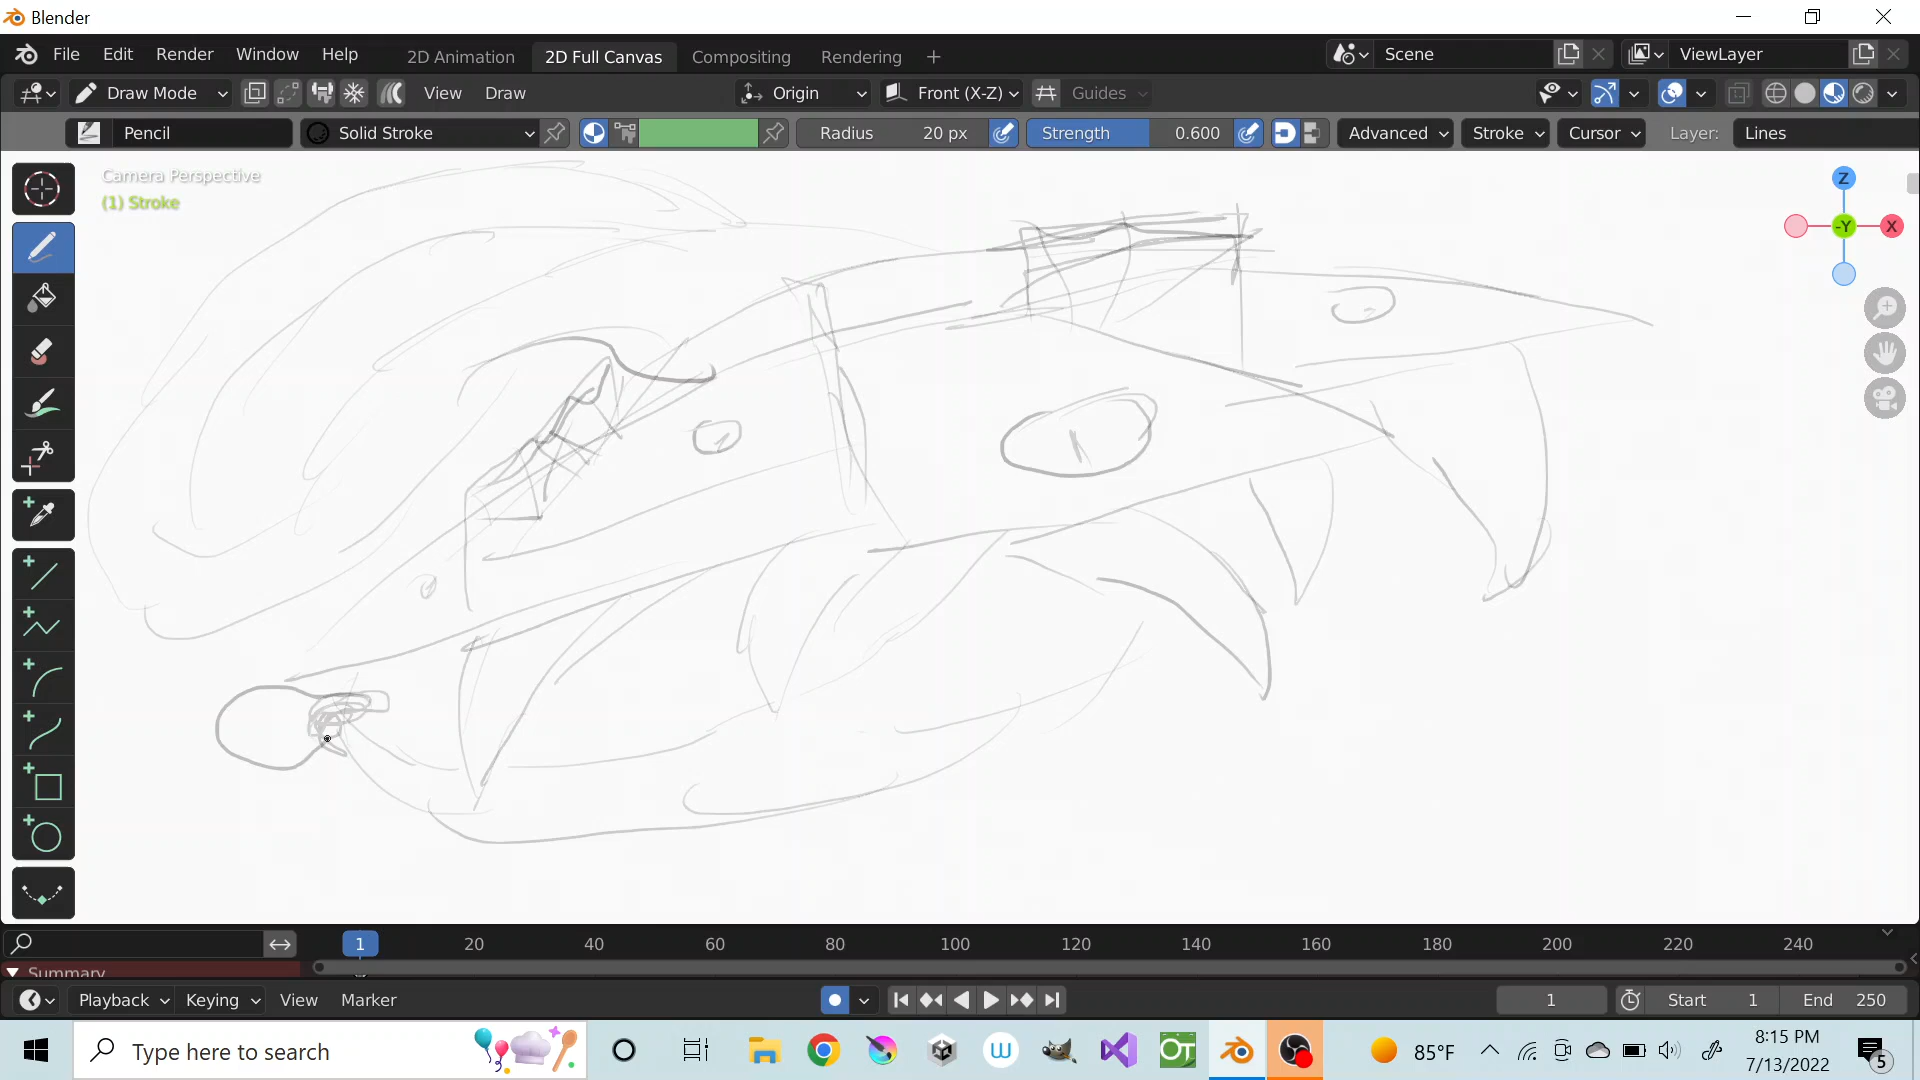 Blender
File Edit Render Window Help 2D Animation 2D Full Canvas Compositing Rendering Scene ViewLayer
Draw Mode View Draw Origin Front (X-Z) Guides
Pencil Solid Stroke Radius 20 px Strength 0.600 Advanced Stroke Cursor Layer: Lines
Camera Perspective
(1) Stroke
Z
-Y X
1 20 40 60 80 100 120 140 160 180 200 220 240
Summary
Playback Keying View Marker 1 Start 1 End 250
Type here to search 85°F 8:15 PM
7/13/2022 5